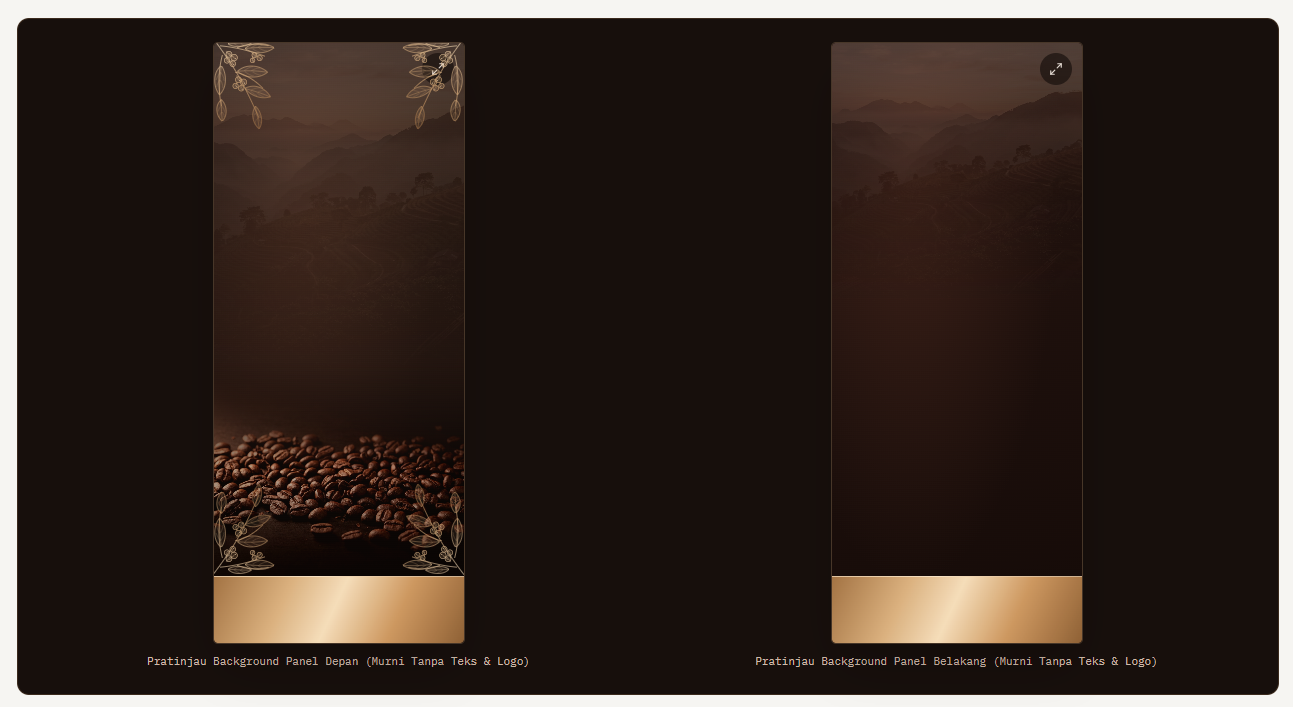 Pratinjau Background Panel Depan (Murni Tanpa Teks & Logo)
Pratinjau Background Panel Belakang (Murni Tanpa Teks & Logo)